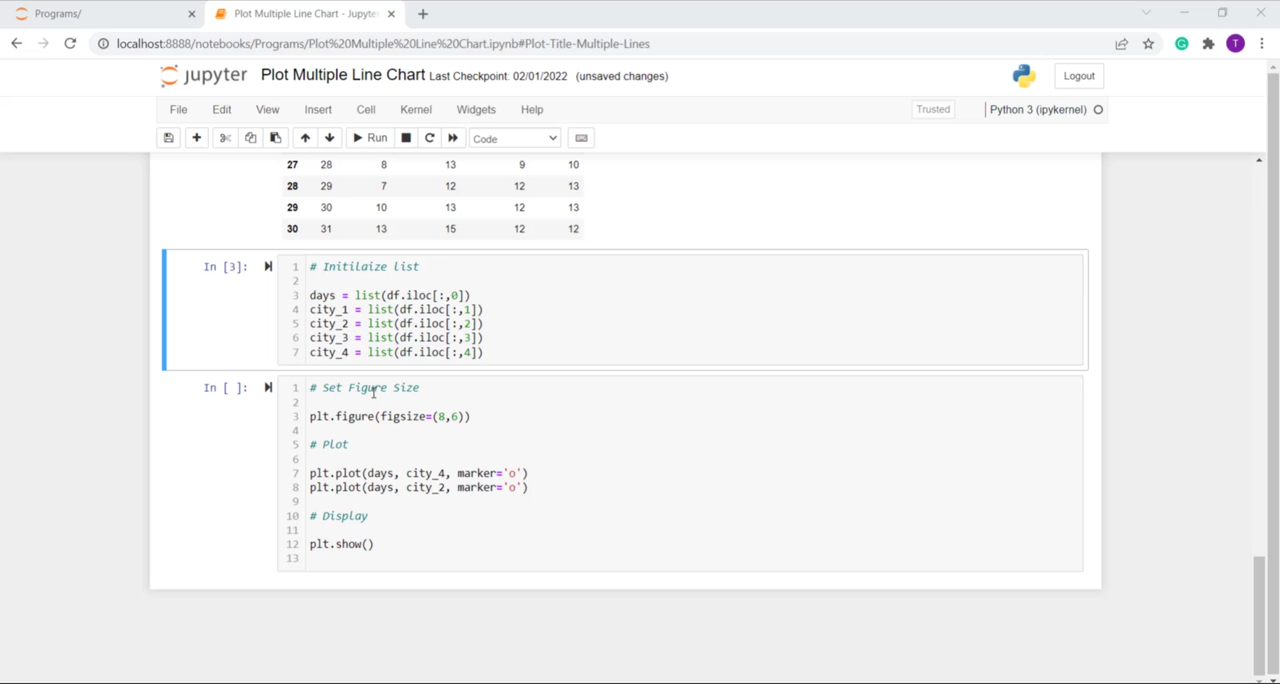 Programs/
Plot Multiple Line Chart - Jupyter
localhost:8888/notebooks/Programs/Plot%20Multiple%20Line%20Chart.ipynb#Plot-Title-Multiple-Lines
T
jupyter Plot Multiple Line Chart Last Checkpoint: 02/01/2022 (unsaved changes)
Logout
File Edit View Insert Cell Kernel Widgets Help
Trusted Python 3 (ipykernel)
Run Code
27 28 8 13 9 10
28 29 7 12 12 13
29 30 10 13 12 13
30 31 13 15 12 12
In [3]:
1 # Initilaize list
2
3 days = list(df.iloc[:,0])
4 city_1 = list(df.iloc[:,1])
5 city_2 = list(df.iloc[:,2])
6 city_3 = list(df.iloc[:,3])
7 city_4 = list(df.iloc[:,4])
In [ ]:
1 # Set Figure Size
2
3 plt.figure(figsize=(8,6))
4
5 # Plot
6
7 plt.plot(days, city_4, marker='o')
8 plt.plot(days, city_2, marker='o')
9
10 # Display
11
12 plt.show()
13